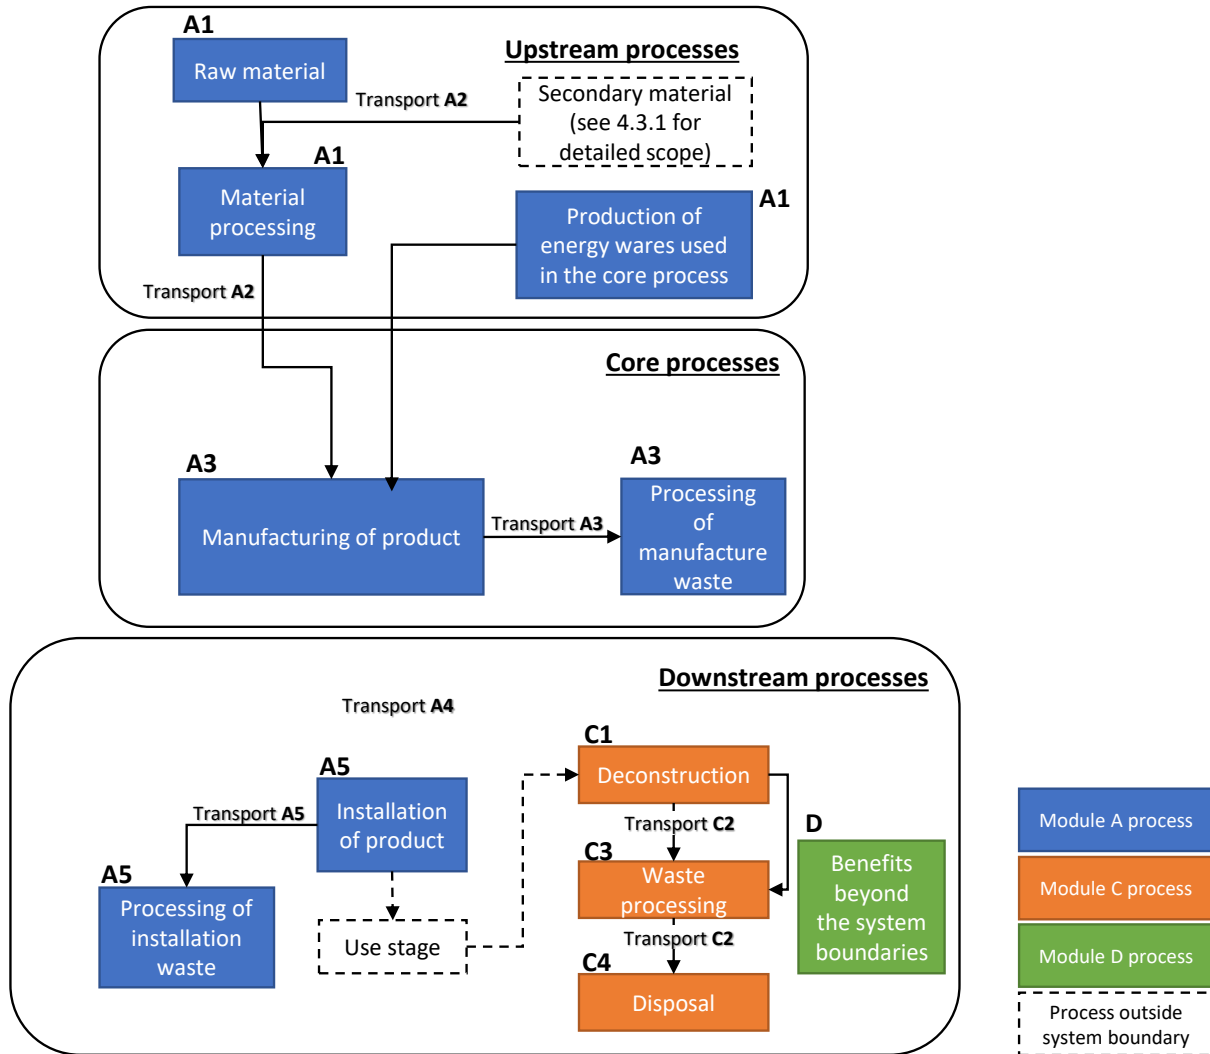 A1
Upstream processes
Raw material
Transport A2
Secondary material
(see 4.3.1 for
detailed scope)
A1
Material
processing
A1
Production of
energy wares used
in the core process
Transport A2
Core processes
A3
Manufacturing of product
Transport A3
A3
Processing
of
manufacture
waste
Downstream processes
Transport A4
A5
Installation
of product
Transport A5
A5
Processing of
installation
waste
Use stage
C1
Deconstruction
Transport C2
C3
Waste
processing
Transport C2
C4
Disposal
D
Benefits
beyond
the system
boundaries
Module A process
Module C process
Module D process
Process outside
system boundary